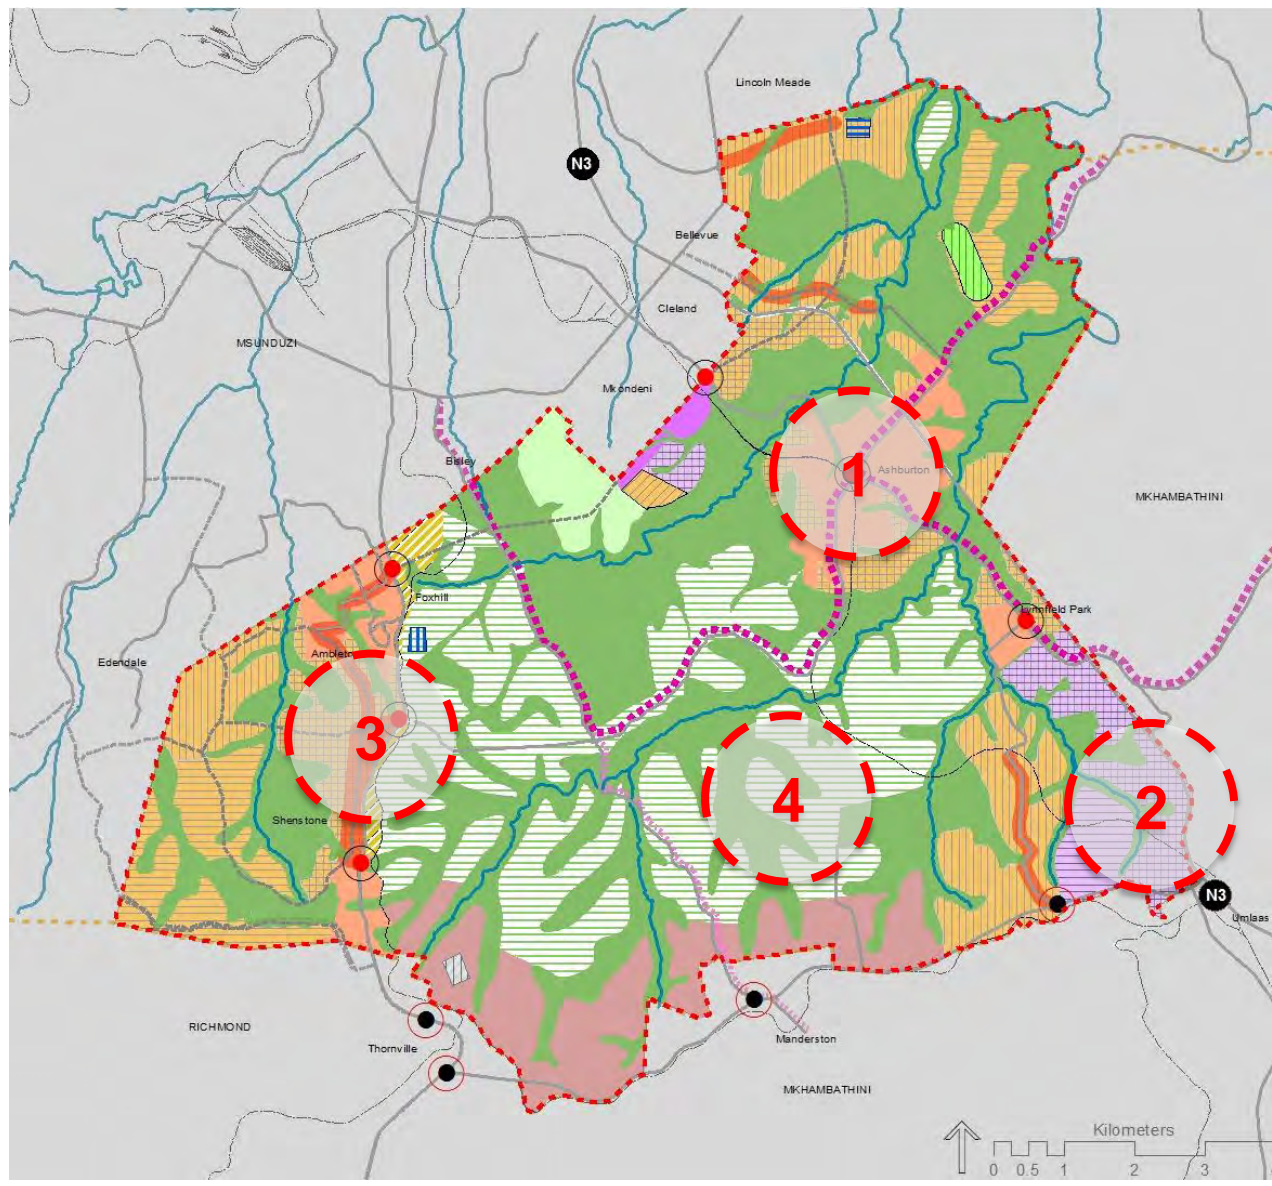 Lincoln Meade
N3
Bellevue
Cleland
MSUNDUZI
Mkondeni
Bisley
1
Ashburton
MKHAMBATHINI
Foxhill
Lynnfield Park
Edendale
3
4
2
Shenstone
N3
Umlaas
RICHMOND
Thornville
Manderston
MKHAMBATHINI
Kilometers
0 0.5 1 2 3